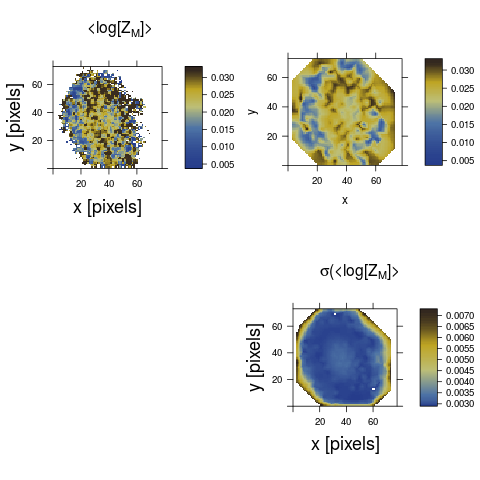 <log[Z_M]>
y [pixels]
60
40
20
20 40 60
x [pixels]
0.030
0.025
0.020
0.015
0.010
0.005
y
60
40
20
20 40 60
x
0.030
0.025
0.020
0.015
0.010
0.005
σ(<log[Z_M]>
y [pixels]
60
40
20
20 40 60
x [pixels]
0.0070
0.0065
0.0060
0.0055
0.0050
0.0045
0.0040
0.0035
0.0030